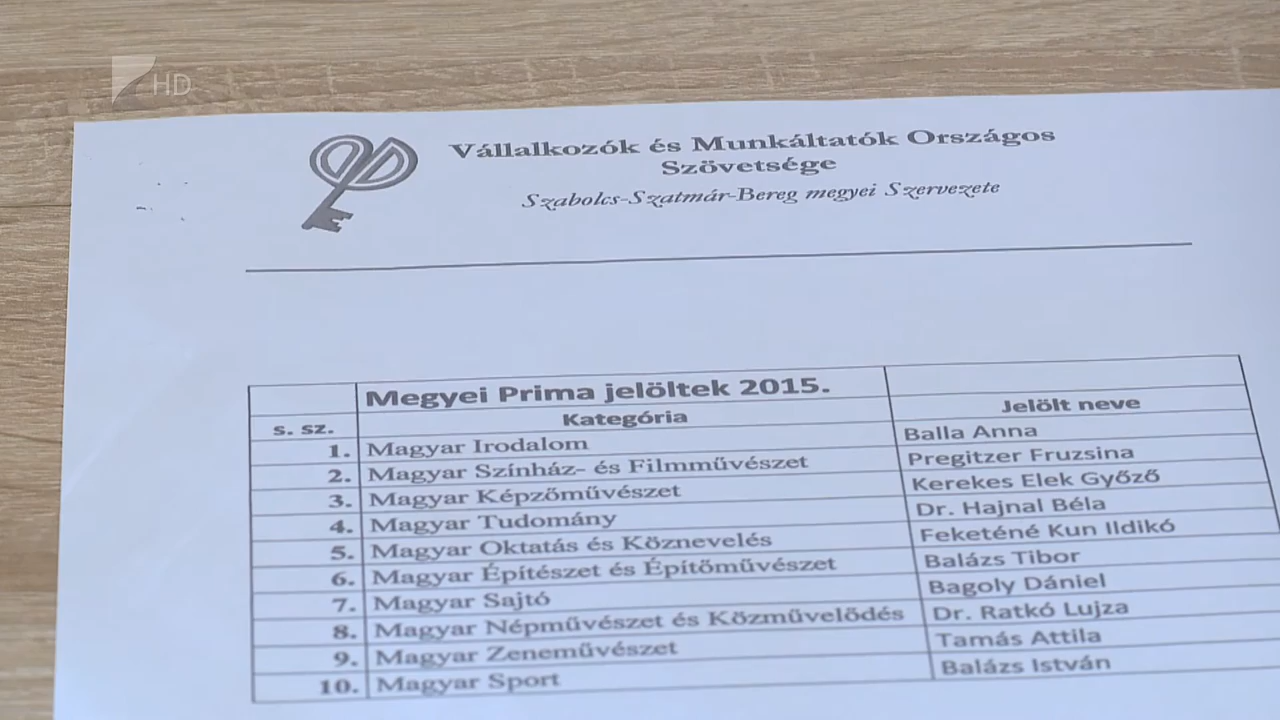 HD
Vállalkozók és Munkáltatók Országos
Szövetsége
Szabolcs-Szatmár-Bereg megyei Szervezete
Megyei Prima jelöltek 2015.
s. sz. Kategória Jelölt neve
1. Magyar Irodalom Balla Anna
2. Magyar Színház- és Filmművészet Pregitzer Fruzsina
3. Magyar Képzőművészet Kerekes Elek Győző
4. Magyar Tudomány Dr. Hajnal Béla
5. Magyar Oktatás és Köznevelés Feketéné Kun Ildikó
6. Magyar Építészet és Építőművészet Balázs Tibor
7. Magyar Sajtó Bagoly Dániel
8. Magyar Népművészet és Közművelődés Dr. Ratkó Lujza
9. Magyar Zeneművészet Tamás Attila
10. Magyar Sport Balázs István